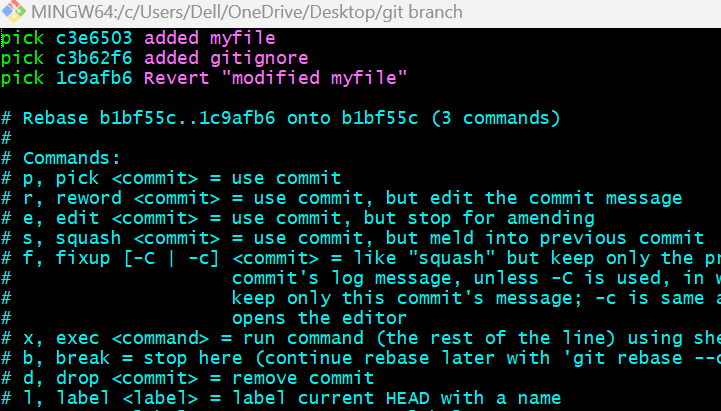 MINGW64:/c/Users/Dell/OneDrive/Desktop/git branch
pick c3e6503 added myfile
pick c3b62f6 added gitignore
pick 1c9afb6 Revert "modified myfile"
# Rebase b1bf55c..1c9afb6 onto b1bf55c (3 commands)
#
# Commands:
# p, pick <commit> = use commit
# r, reword <commit> = use commit, but edit the commit message
# e, edit <commit> = use commit, but stop for amending
# s, squash <commit> = use commit, but meld into previous commit
# f, fixup [-C | -c] <commit> = like "squash" but keep only the pr
# commit's log message, unless -C is used, in w
# keep only this commit's message; -c is same a
# opens the editor
# x, exec <command> = run command (the rest of the line) using she
# b, break = stop here (continue rebase later with 'git rebase --c
# d, drop <commit> = remove commit
# l, label <label> = label current HEAD with a name